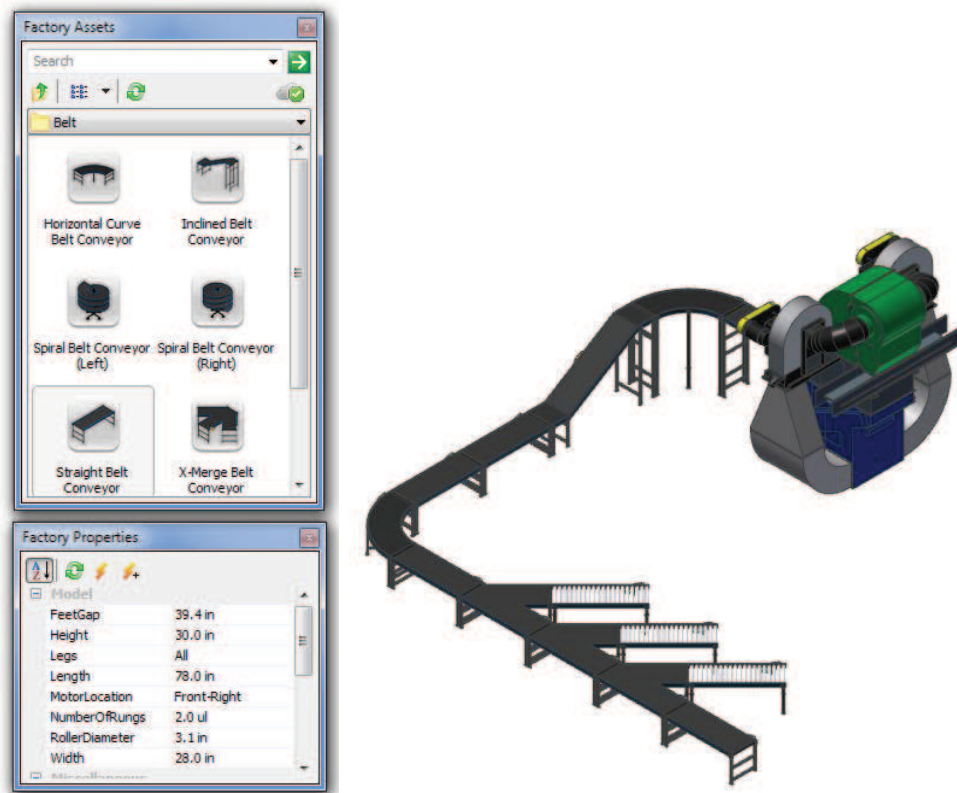 Factory Assets
Search
Belt
Horizontal Curve
Belt Conveyor
Inclined Belt
Conveyor
Spiral Belt Conveyor
(Left)
Spiral Belt Conveyor
(Right)
Straight Belt
Conveyor
X-Merge Belt
Conveyor
Factory Properties
Model
FeetGap 39.4 in
Height 30.0 in
Legs All
Length 78.0 in
MotorLocation Front-Right
NumberOfRungs 2.0 ul
RollerDiameter 3.1 in
Width 28.0 in
Miscellaneous